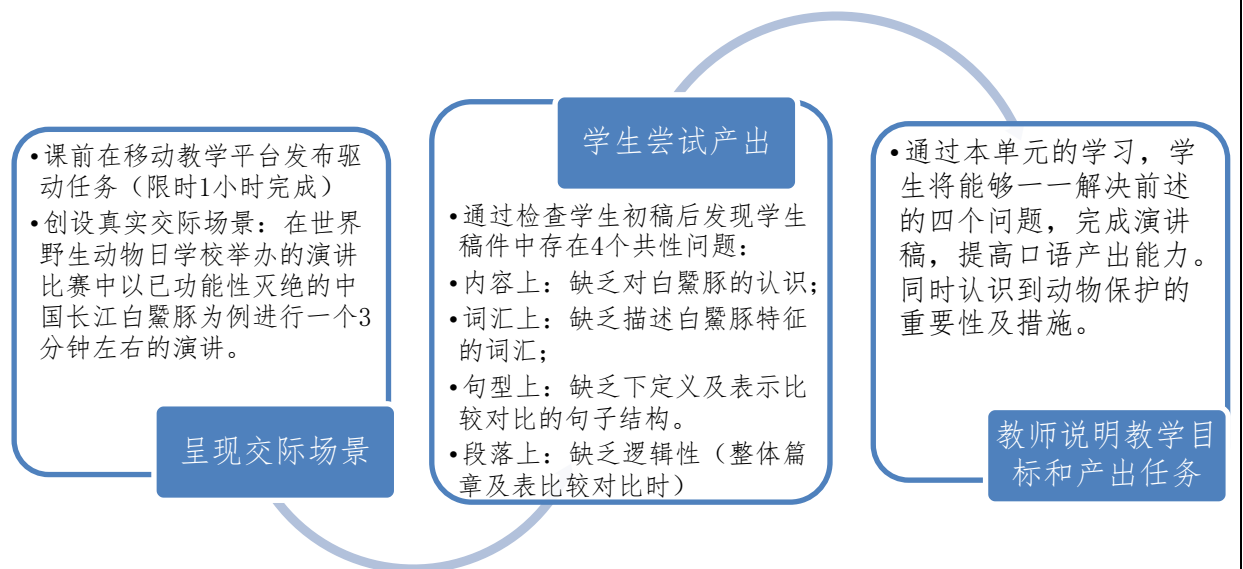 •课前在移动教学平台发布驱
动任务（限时1小时完成）
•创设真实交际场景：在世界
野生动物日学校举办的演讲
比赛中以已功能性灭绝的中
国长江白鱀豚为例进行一个3
分钟左右的演讲。
呈现交际场景
学生尝试产出
•通过检查学生初稿后发现学生
稿件中存在4个共性问题：
•内容上：缺乏对白鱀豚的认识；
•词汇上：缺乏描述白鱀豚特征
的词汇；
•句型上：缺乏下定义及表示比
较对比的句子结构。
•段落上：缺乏逻辑性（整体篇
章及表比较对比时）
•通过本单元的学习，学
生将能够一一解决前述
的四个问题，完成演讲
稿，提高口语产出能力。
同时认识到动物保护的
重要性及措施。
教师说明教学目
标和产出任务